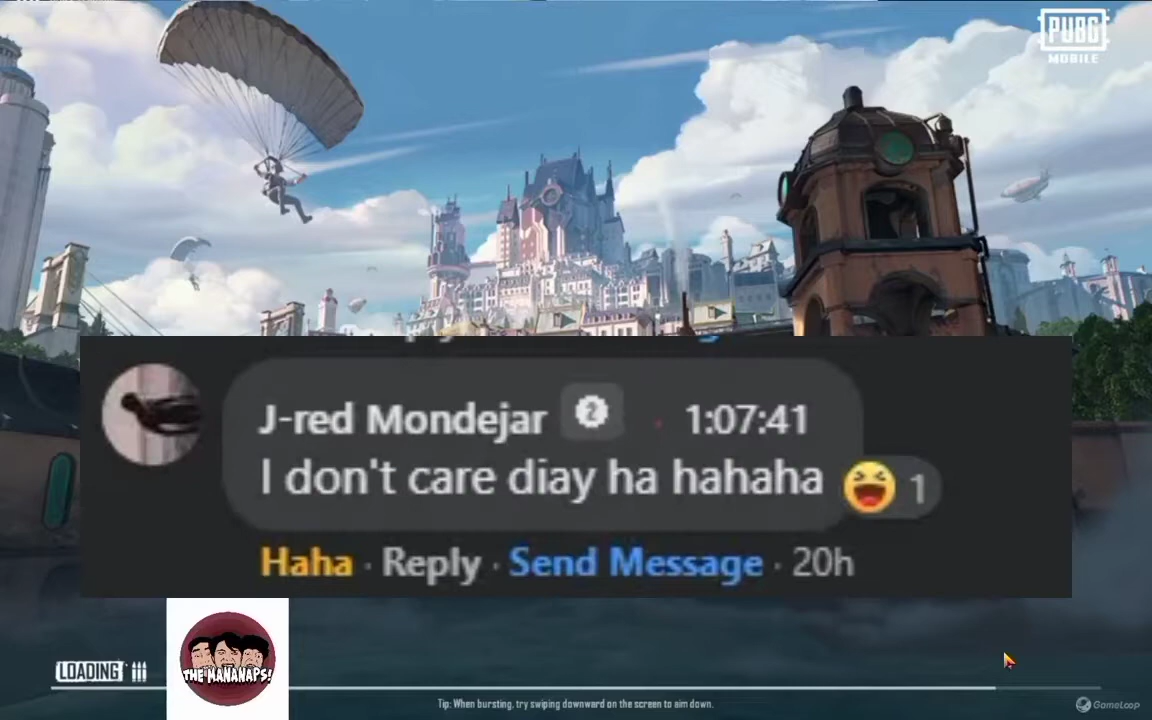 PUBG
MOBILE
J-red Mondejar 2 · 1:07:41
I don't care diay ha hahaha
1
Haha · Reply · Send Message · 20h
THE MANANAPS!
LOADING
Tip: When bursting, try swiping downward on the screen to aim down.
GameLoop